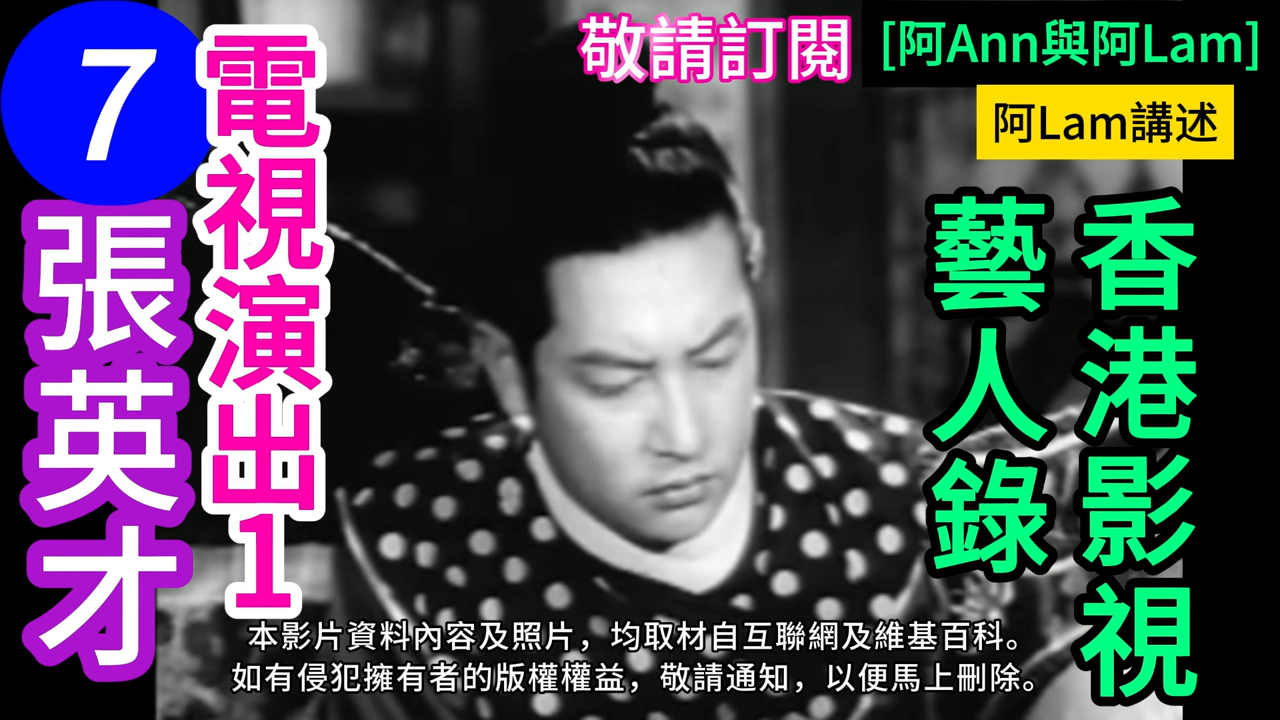 7
張英才
電視演出1
敬請訂閱
[阿Ann與阿Lam]
阿Lam講述
香港影視
藝人錄
本影片資料內容及照片，均取材自互聯網及維基百科。
如有侵犯擁有者的版權權益，敬請通知，以便馬上刪除。